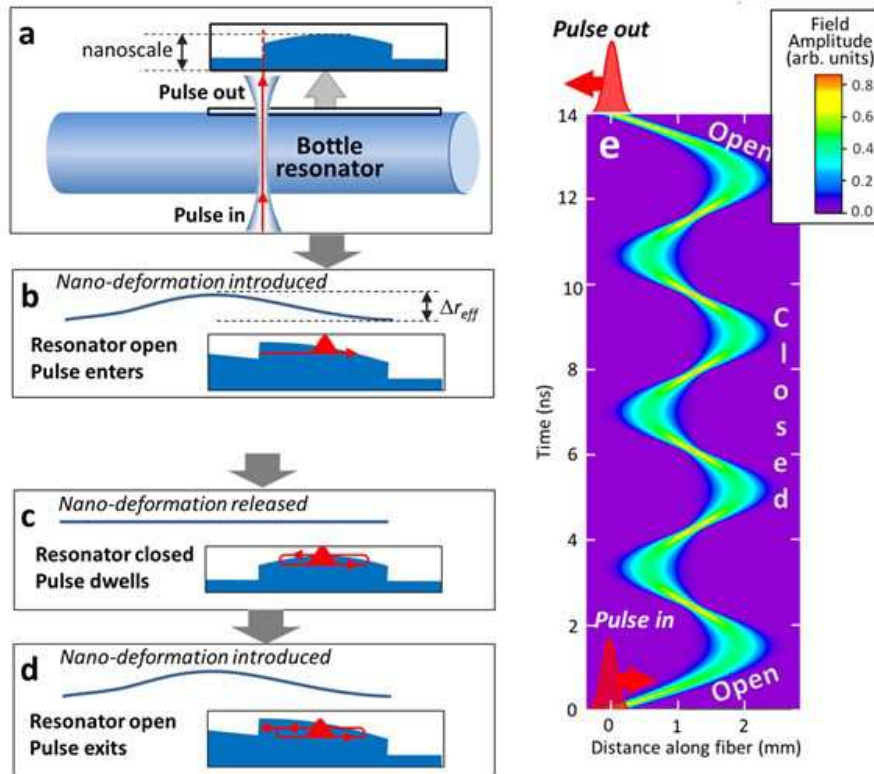 a
nanoscale
Pulse out
Bottle
resonator
Pulse in
b
Nano-deformation introduced
Δr_eff
Resonator open
Pulse enters
c
Nano-deformation released
Resonator closed
Pulse dwells
d
Nano-deformation introduced
Resonator open
Pulse exits
Pulse out
Field
Amplitude
(arb. units)
0.8
0.6
0.4
0.2
0.0
e
Open
Closed
Pulse in
Open
Time (ns)
14
12
10
8
6
4
2
0
0 1 2
Distance along fiber (mm)